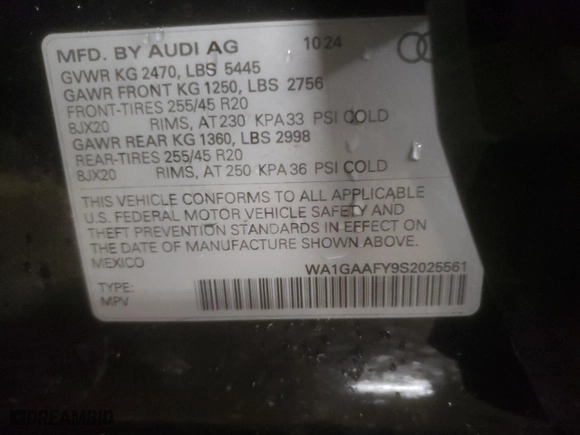 MFD. BY AUDI AG 10 24
GVWR KG 2470, LBS 5445
GAWR FRONT KG 1250, LBS 2756
FRONT-TIRES 255/45 R20
8JX20 RIMS, AT 230 KPA 33 PSI COLD
GAWR REAR KG 1360, LBS 2998
REAR-TIRES 255/45 R20
8JX20 RIMS, AT 250 KPA 36 PSI COLD
THIS VEHICLE CONFORMS TO ALL APPLICABLE
U.S. FEDERAL MOTOR VEHICLE SAFETY AND
THEFT PREVENTION STANDARDS IN EFFECT ON
THE DATE OF MANUFACTURE SHOWN ABOVE.
MEXICO
WA1GAAFY9S2025561
TYPE:
MPV
DREAMBID